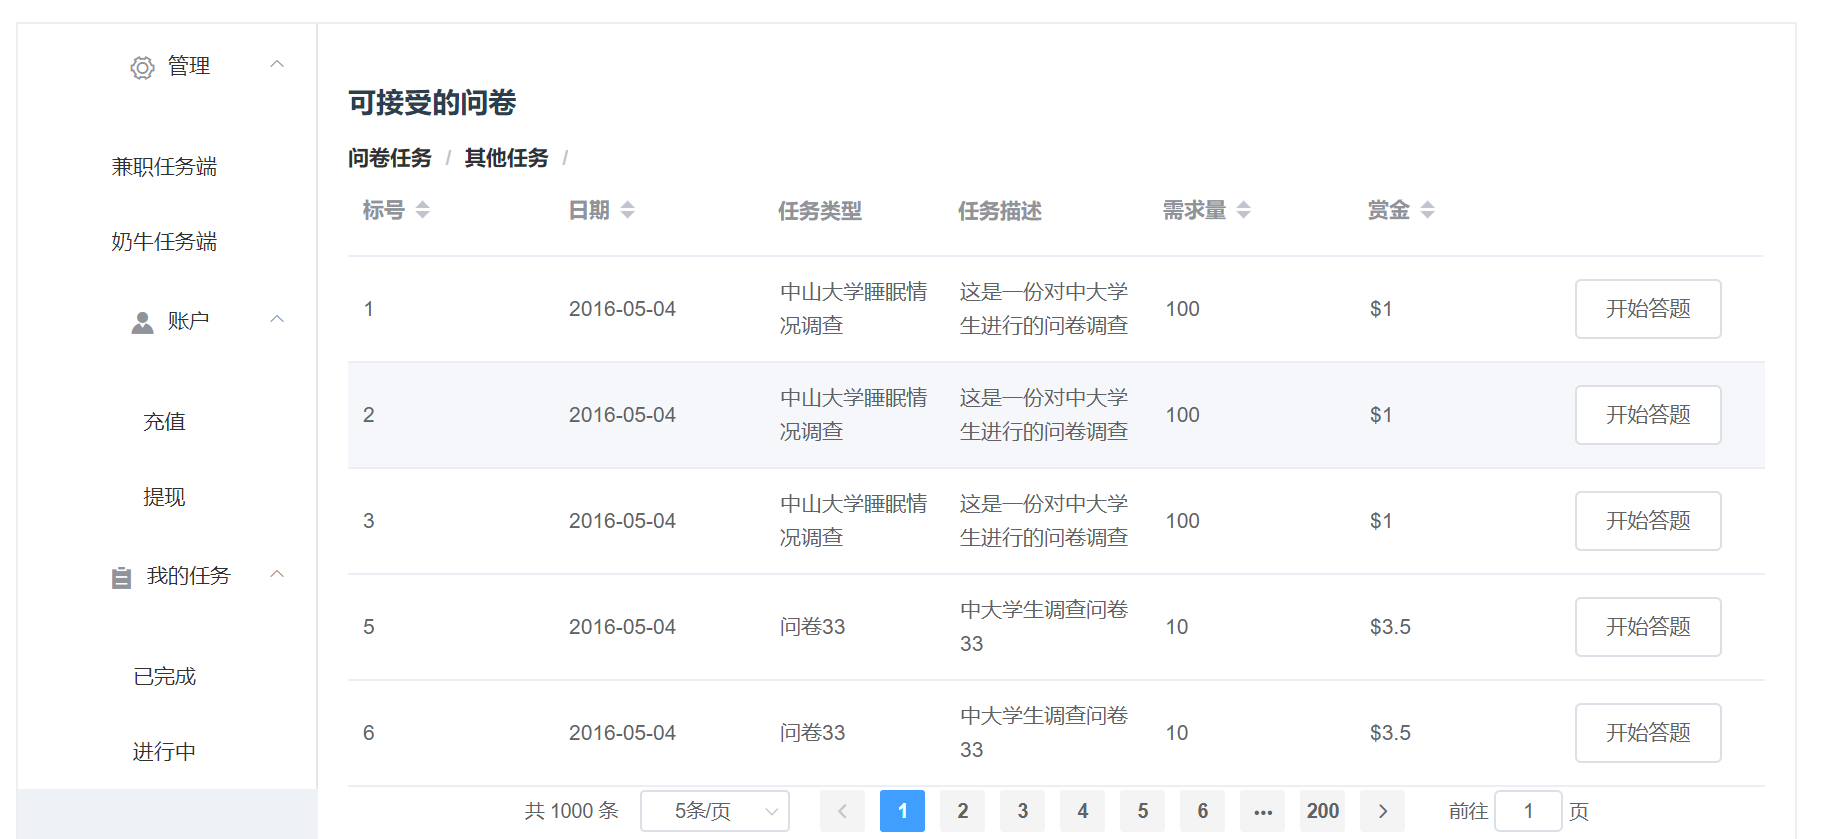 管理
兼职任务端
奶牛任务端
账户
充值
提现
我的任务
已完成
进行中
可接受的问卷
问卷任务 / 其他任务 /
标号 日期 任务类型 任务描述 需求量 赏金
1 2016-05-04 中山大学睡眠情 这是一份对中大学 100 $1 开始答题
况调查 生进行的问卷调查
2 2016-05-04 中山大学睡眠情 这是一份对中大学 100 $1 开始答题
况调查 生进行的问卷调查
3 2016-05-04 中山大学睡眠情 这是一份对中大学 100 $1 开始答题
况调查 生进行的问卷调查
5 2016-05-04 问卷33 中大学生调查问卷 10 $3.5 开始答题
33
6 2016-05-04 问卷33 中大学生调查问卷 10 $3.5 开始答题
33
共 1000 条 5条/页 1 2 3 4 5 6 ••• 200 前往 1 页